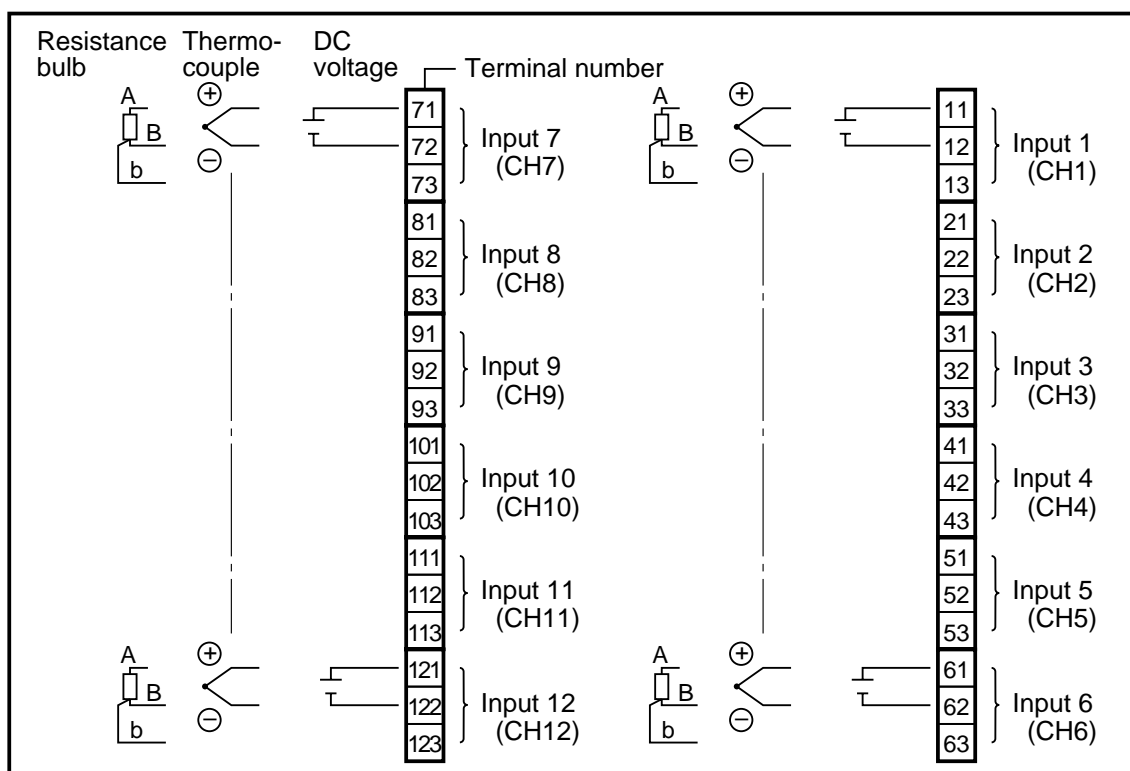 Resistance bulb
Thermo-couple
DC voltage
Terminal number
A
B
b
⊕
⊖
71
72
73
Input 7
(CH7)
81
82
83
Input 8
(CH8)
91
92
93
Input 9
(CH9)
101
102
103
Input 10
(CH10)
111
112
113
Input 11
(CH11)
A
B
b
⊕
⊖
121
122
123
Input 12
(CH12)
A
B
b
⊕
⊖
11
12
13
Input 1
(CH1)
21
22
23
Input 2
(CH2)
31
32
33
Input 3
(CH3)
41
42
43
Input 4
(CH4)
51
52
53
Input 5
(CH5)
A
B
b
⊕
⊖
61
62
63
Input 6
(CH6)